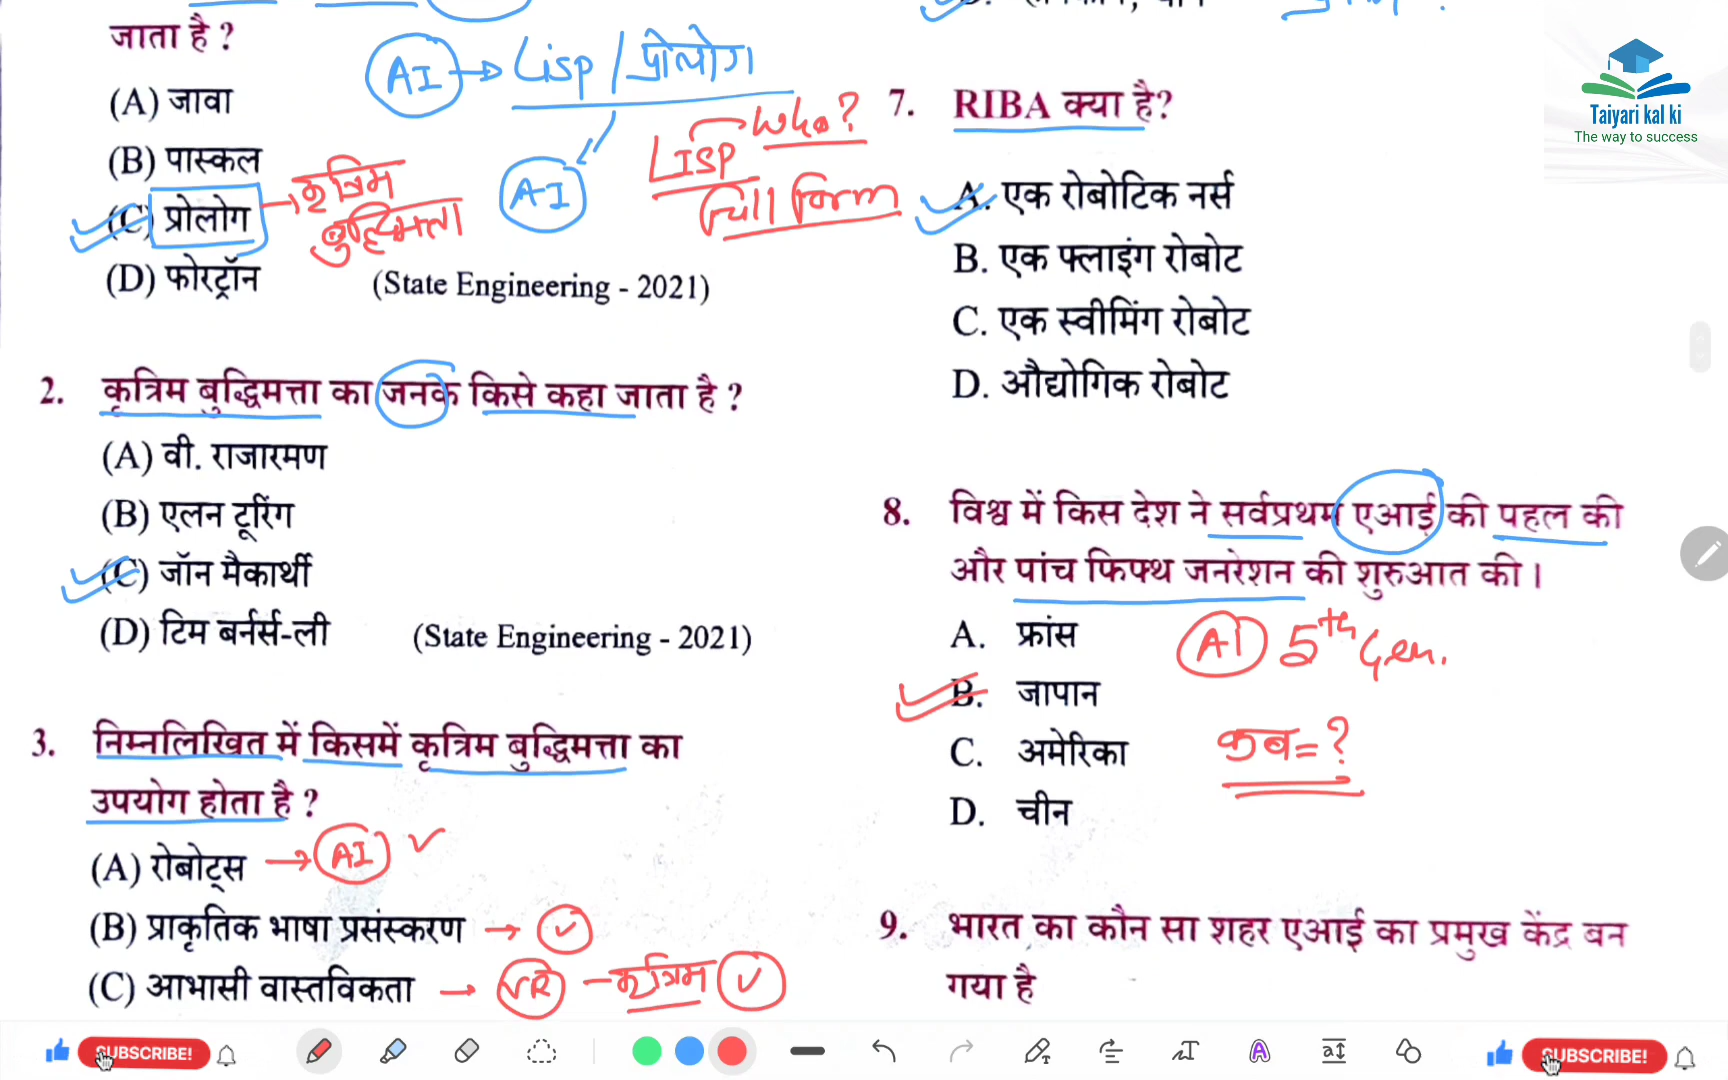 जाता है ?
(A) जावा
(B) पास्कल
(C) प्रोलोग
(D) फोरट्रॉन
(State Engineering - 2021)
AI → Lisp / प्रोलोग
AI
कृत्रिम
बुद्धिमत्ता
Who?
LISP
Full Form
2. कृत्रिम बुद्धिमत्ता का जनक किसे कहा जाता है ?
(A) वी. राजारमण
(B) एलन टूरिंग
(C) जॉन मैकार्थी
(D) टिम बर्नर्स-ली
(State Engineering - 2021)
3. निम्नलिखित में किसमें कृत्रिम बुद्धिमत्ता का
उपयोग होता है ?
(A) रोबोट्स → AI ✓
(B) प्राकृतिक भाषा प्रसंस्करण → ✓
(C) आभासी वास्तविकता → VR - कृत्रिम ✓
7. RIBA क्या है?
A. एक रोबोटिक नर्स
B. एक फ्लाइंग रोबोट
C. एक स्वीमिंग रोबोट
D. औद्योगिक रोबोट
8. विश्व में किस देश ने सर्वप्रथम एआई की पहल की
और पांच फिफ्थ जनरेशन की शुरुआत की ।
A. फ्रांस
B. जापान
C. अमेरिका
D. चीन
AI 5th Gen.
कब = ?
9. भारत का कौन सा शहर एआई का प्रमुख केंद्र बन
गया है
Taiyari kal ki
The way to success
SUBSCRIBE!
SUBSCRIBE!